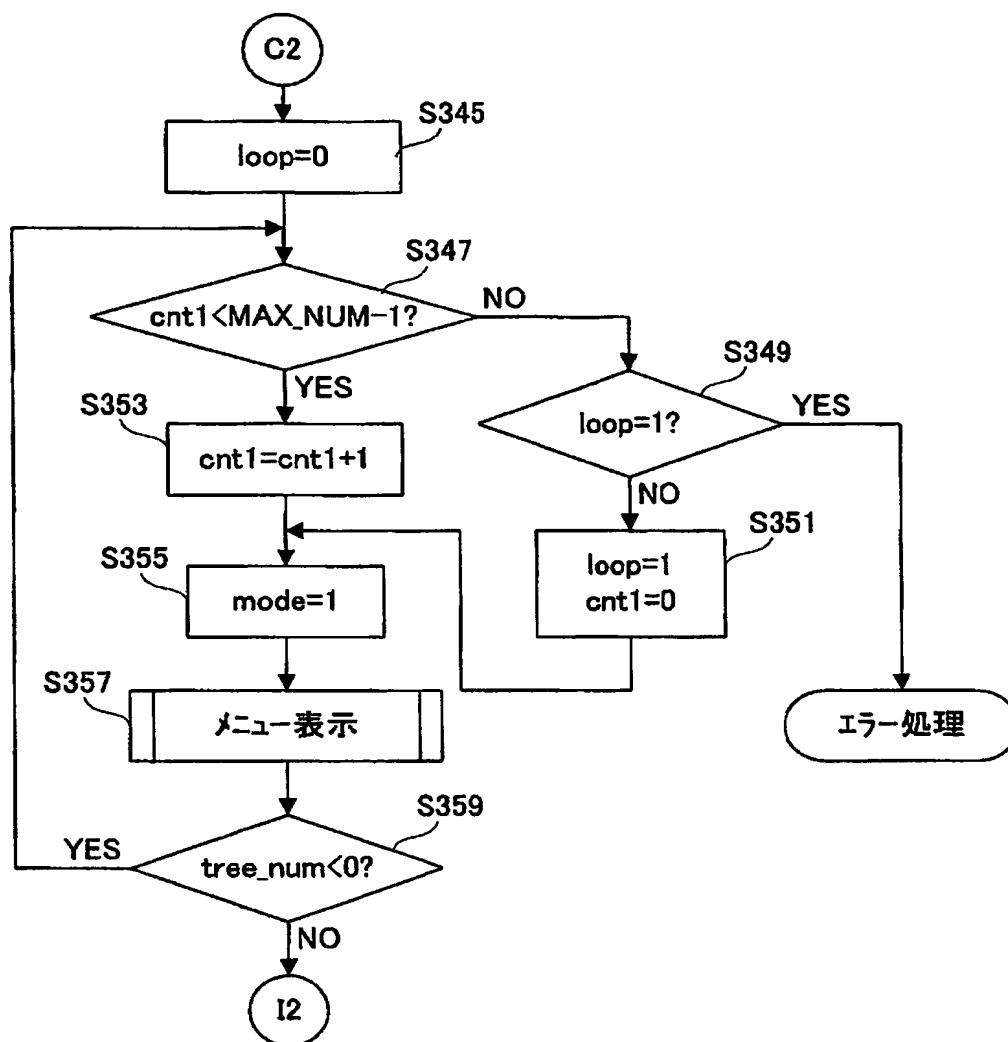 C2
S345
loop=0
S347
cnt1<MAX_NUM-1?
NO
YES
S349
loop=1?
YES
NO
S353
cnt1=cnt1+1
S351
loop=1
cnt1=0
S355
mode=1
S357
メニュー表示
エラー処理
S359
YES
tree_num<0?
NO
I2